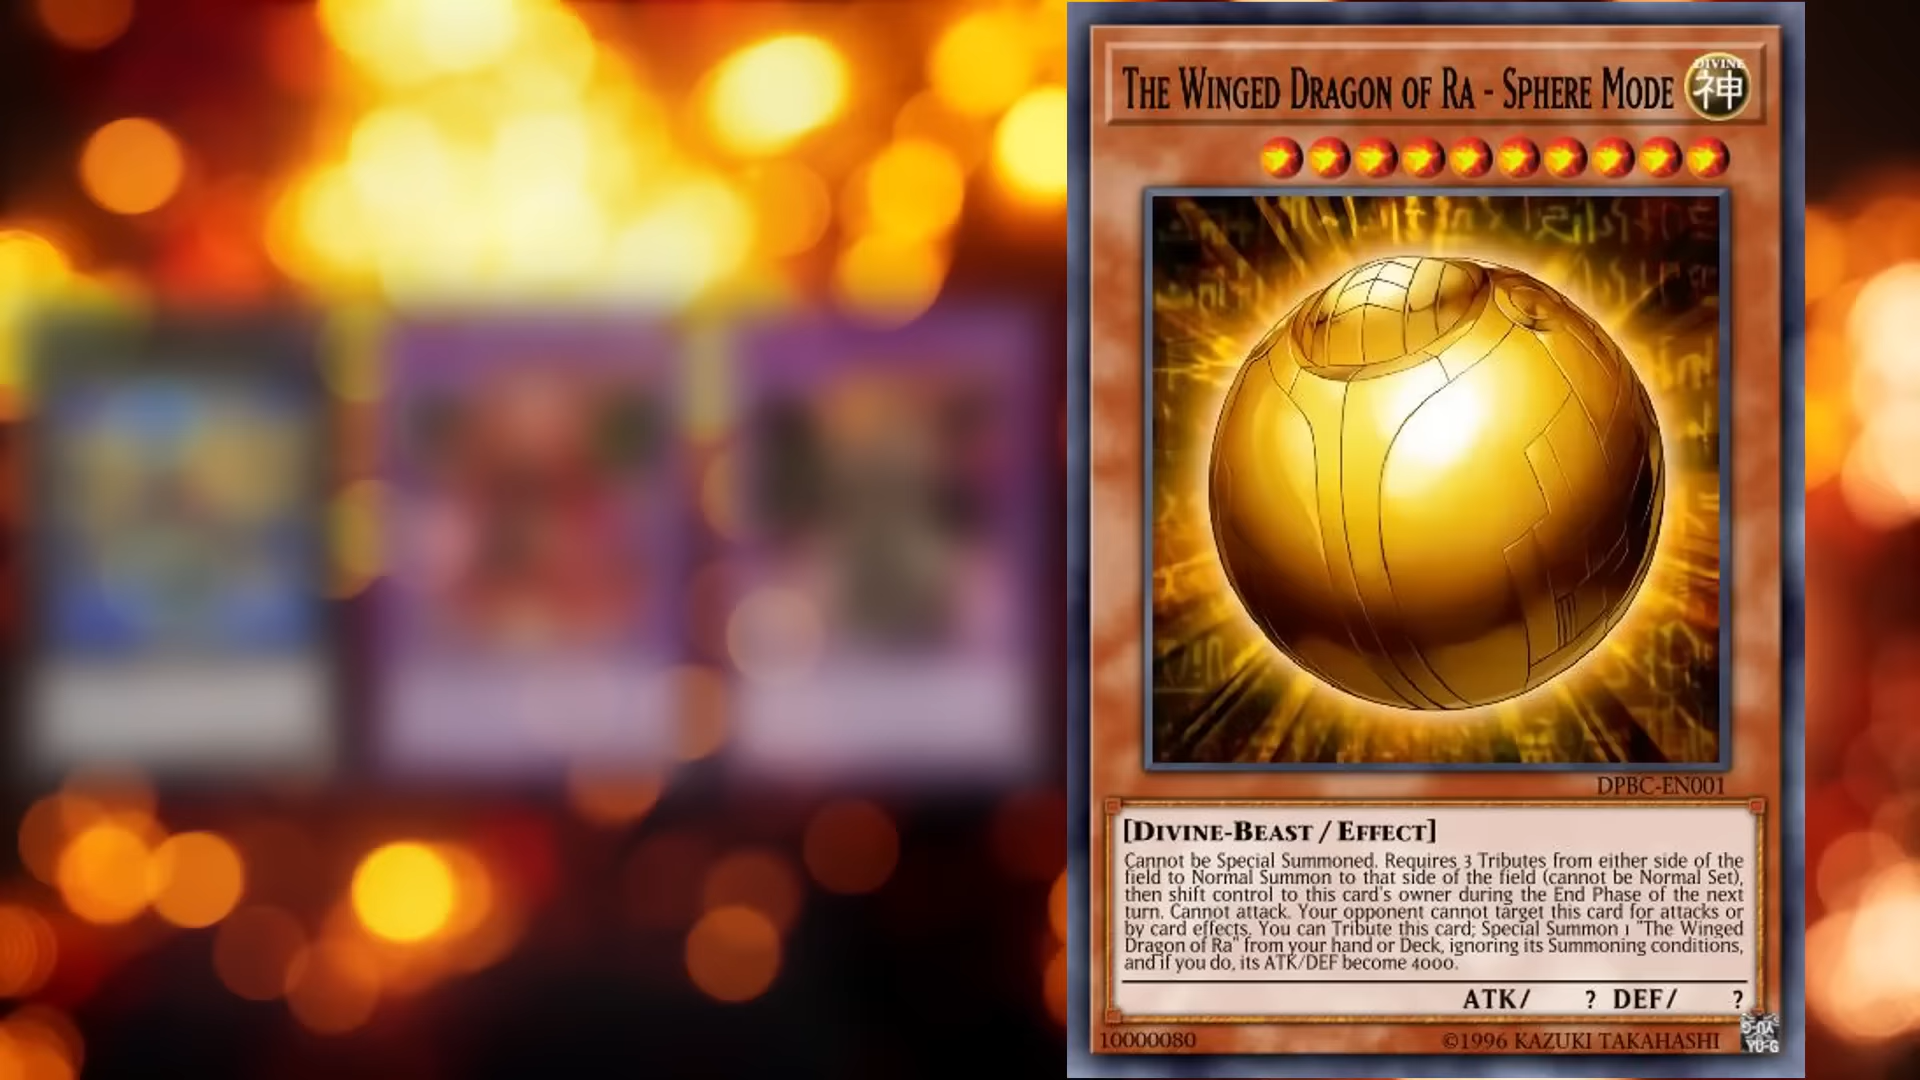 THE WINGED DRAGON OF RA - SPHERE MODE
DIVINE
神
DPBC-EN001
[DIVINE-BEAST / EFFECT]
Cannot be Special Summoned. Requires 3 Tributes from either side of the
field to Normal Summon to that side of the field (cannot be Normal Set),
then shift control to this card's owner during the End Phase of the next
turn. Cannot attack. Your opponent cannot target this card for attacks or
by card effects. You can Tribute this card; Special Summon 1 "The Winged
Dragon of Ra" from your hand or Deck, ignoring its Summoning conditions,
and if you do, its ATK/DEF become 4000.
ATK/ ? DEF/ ?
10000080
©1996 KAZUKI TAKAHASHI